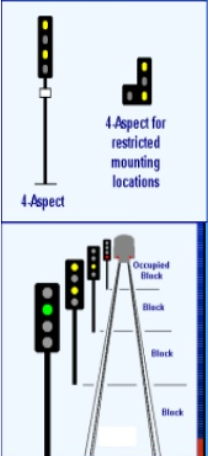 4-Aspect for
restricted
mounting
locations
4-Aspect
Occupied
Block
Block
Block
Block